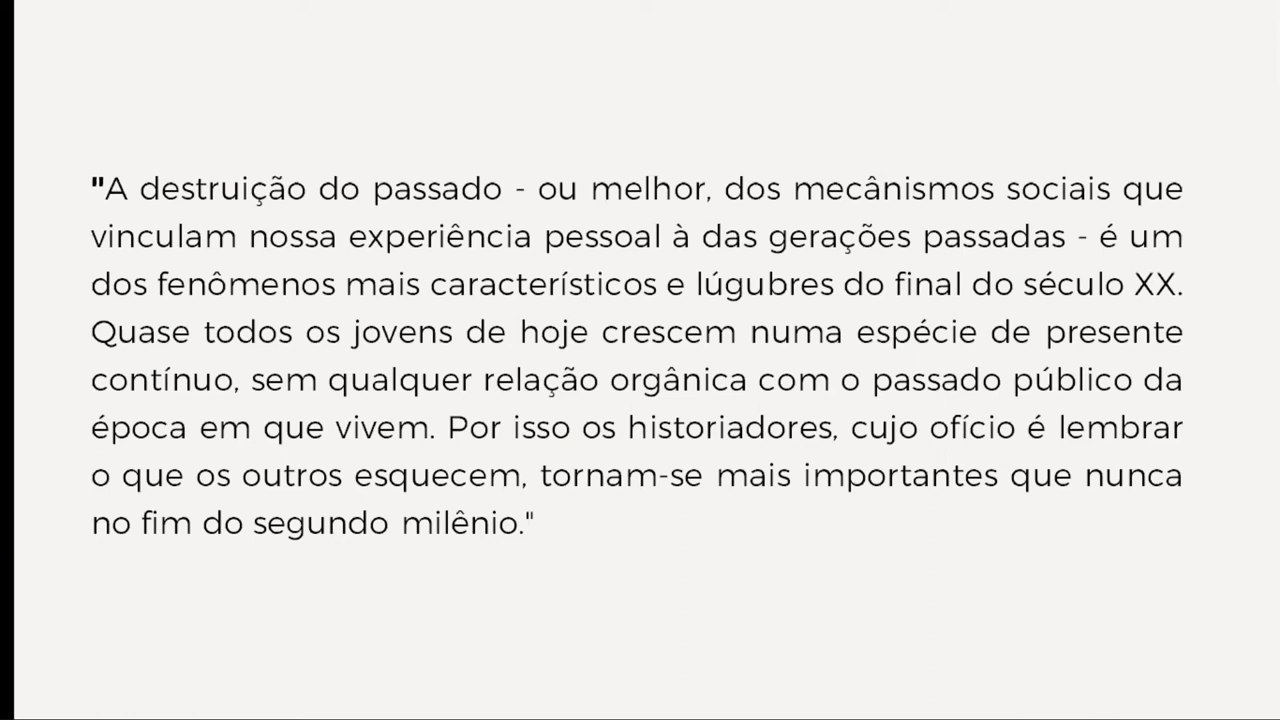 "A destruição do passado - ou melhor, dos mecânismos sociais que
vinculam nossa experiência pessoal à das gerações passadas - é um
dos fenômenos mais característicos e lúgubres do final do século XX.
Quase todos os jovens de hoje crescem numa espécie de presente
contínuo, sem qualquer relação orgânica com o passado público da
época em que vivem. Por isso os historiadores, cujo ofício é lembrar
o que os outros esquecem, tornam-se mais importantes que nunca
no fim do segundo milênio."